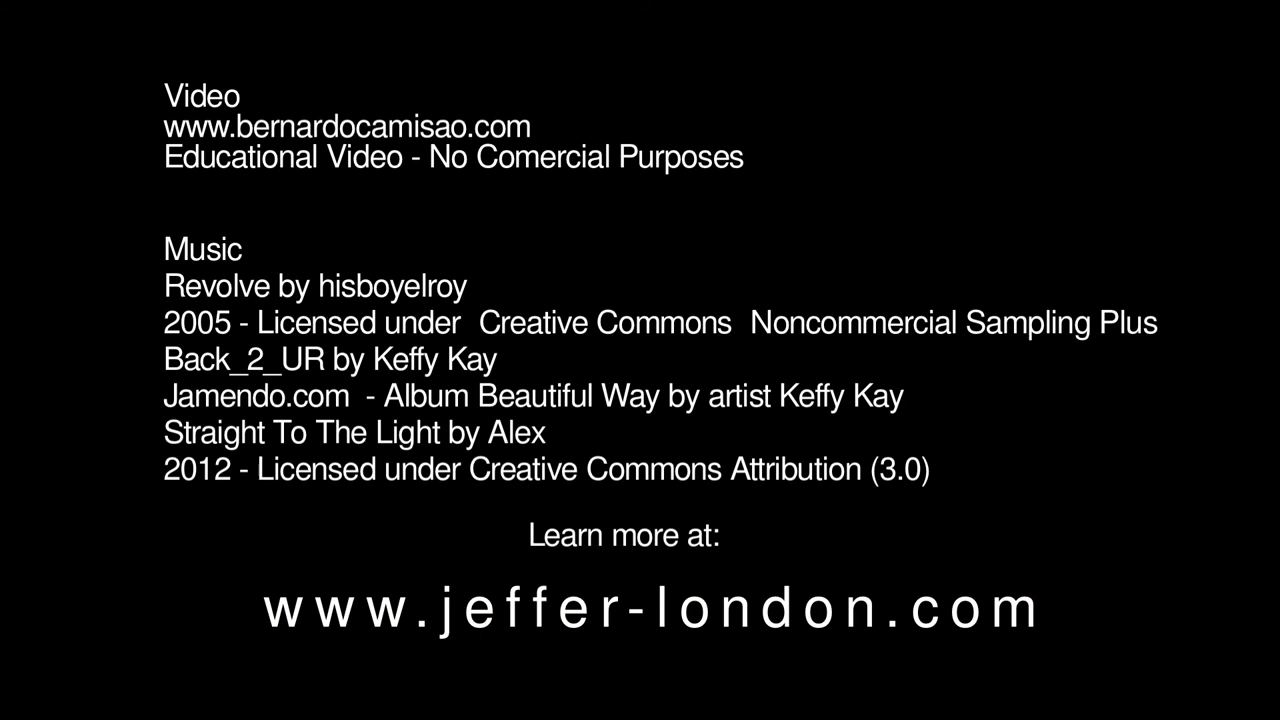 Video
www.bernardocamisao.com
Educational Video - No Comercial Purposes
Music
Revolve by hisboyelroy
2005 - Licensed under  Creative Commons  Noncommercial Sampling Plus
Back_2_UR by Keffy Kay
Jamendo.com  - Album Beautiful Way by artist Keffy Kay
Straight To The Light by Alex
2012 - Licensed under Creative Commons Attribution (3.0)
Learn more at:
www.jeffer-london.com